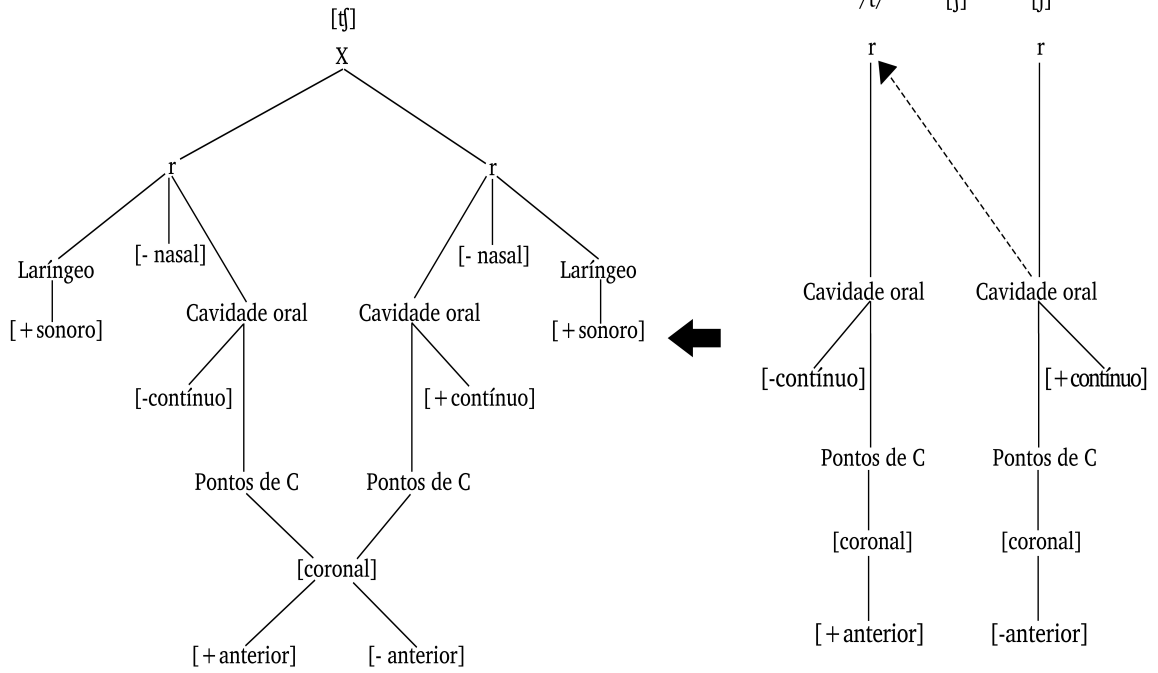 [tʃ]
X
r
r
Laríngeo
[- nasal]
[- nasal]
Laríngeo
[+sonoro]
Cavidade oral
Cavidade oral
[+sonoro]
[-contínuo]
[+contínuo]
Pontos de C
Pontos de C
[coronal]
[+anterior]
[- anterior]
r
r
Cavidade oral
Cavidade oral
[-contínuo]
[+contínuo]
Pontos de C
Pontos de C
[coronal]
[coronal]
[+anterior]
[-anterior]